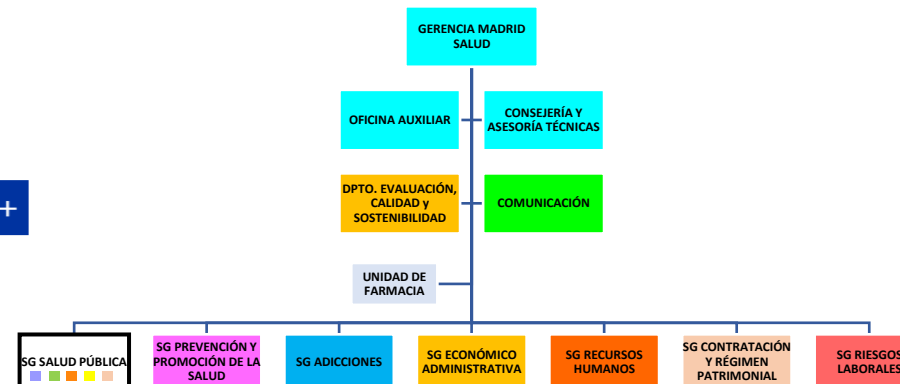 GERENCIA MADRID
SALUD
OFICINA AUXILIAR
CONSEJERÍA Y
ASESORÍA TÉCNICAS
DPTO. EVALUACIÓN,
CALIDAD y
SOSTENIBILIDAD
COMUNICACIÓN
+
UNIDAD DE
FARMACIA
SG SALUD PÚBLICA
SG PREVENCIÓN Y
PROMOCIÓN DE LA
SALUD
SG ADICCIONES
SG ECONÓMICO
ADMINISTRATIVA
SG RECURSOS
HUMANOS
SG CONTRATACIÓN
Y RÉGIMEN
PATRIMONIAL
SG RIESGOS
LABORALES